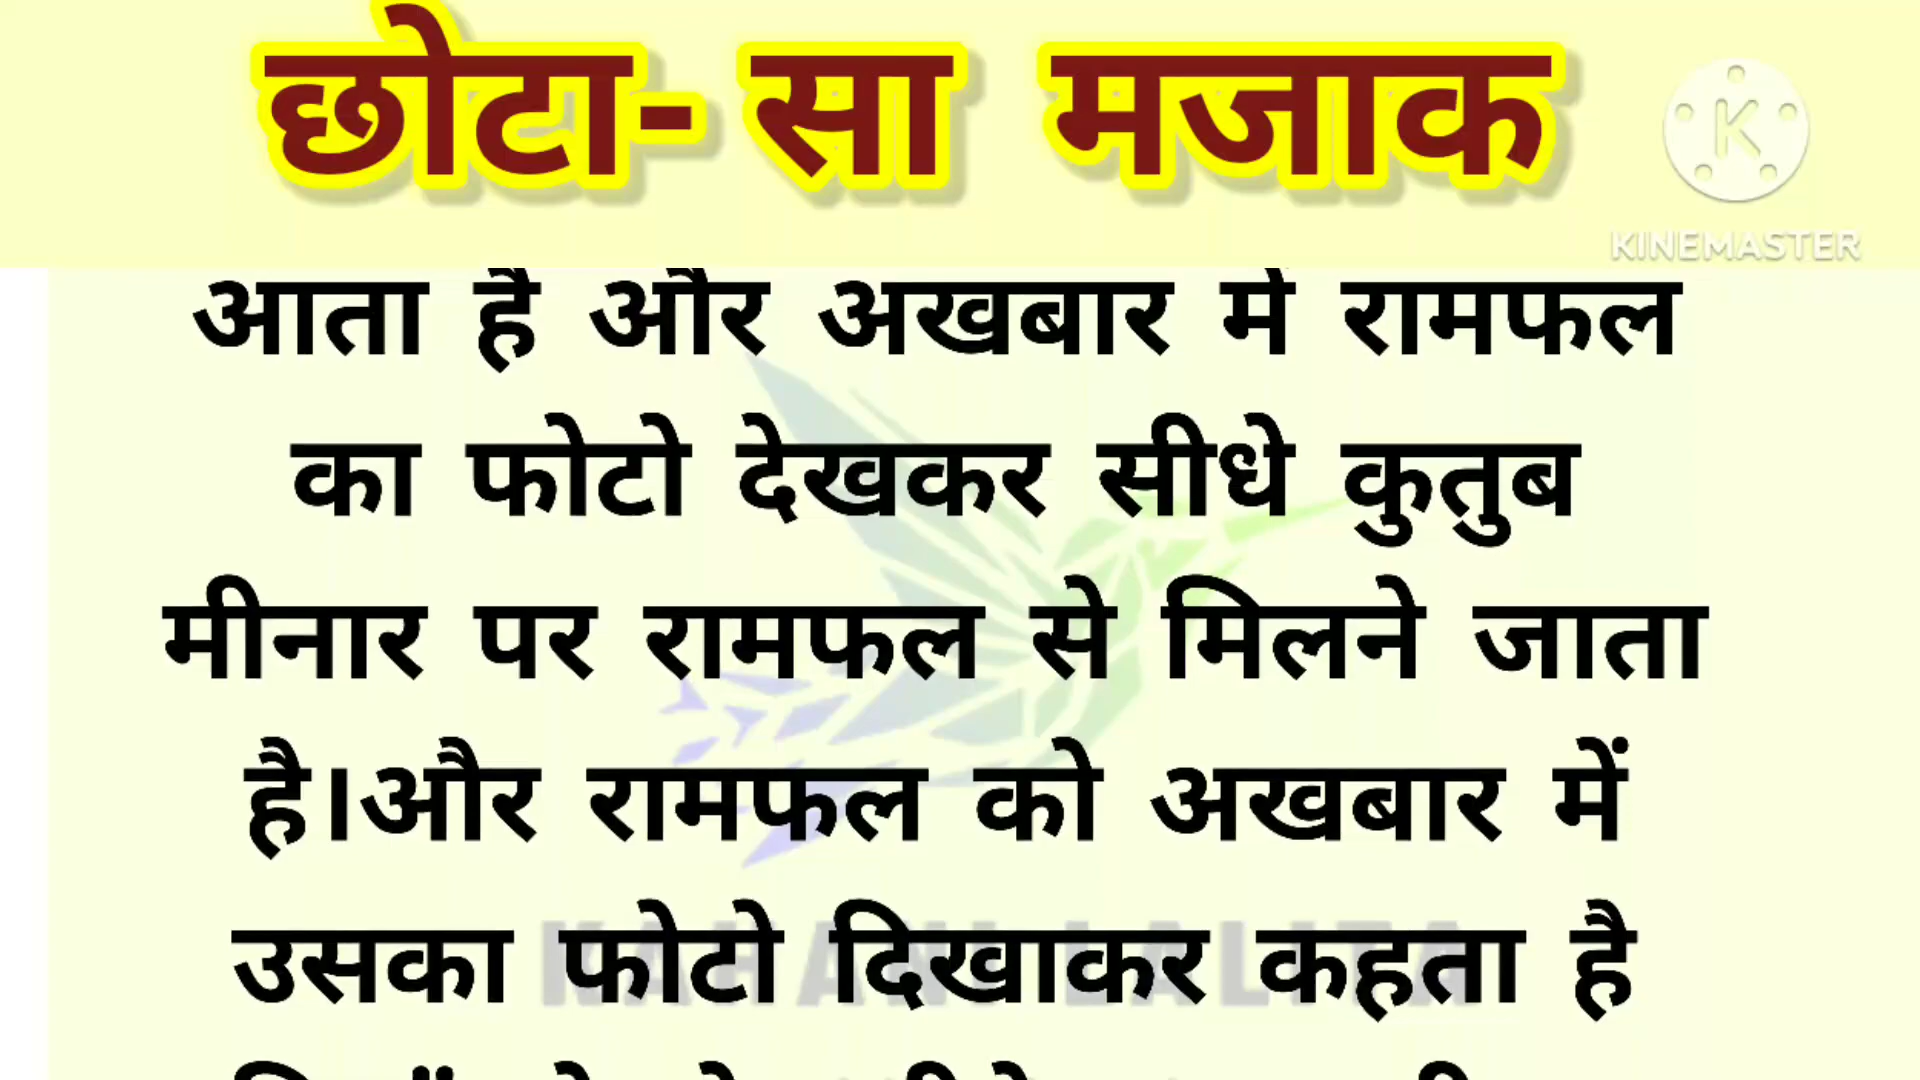 छोटा- सा मजाक
K
KINEMASTER
आता है और अखबार में रामफल
का फोटो देखकर सीधे कुतुब
मीनार पर रामफल से मिलने जाता
है।और रामफल को अखबार में
उसका फोटो दिखाकर कहता है